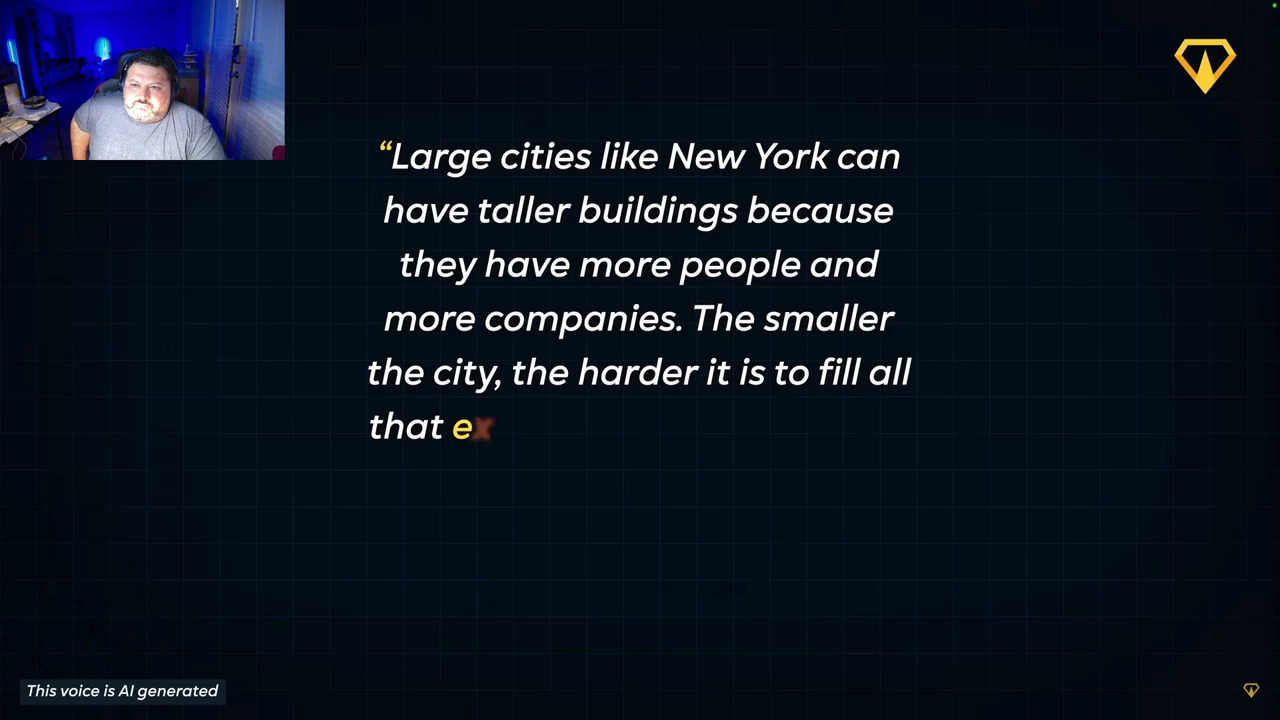 “Large cities like New York can
have taller buildings because
they have more people and
more companies. The smaller
the city, the harder it is to fill all
that ex
This voice is AI generated